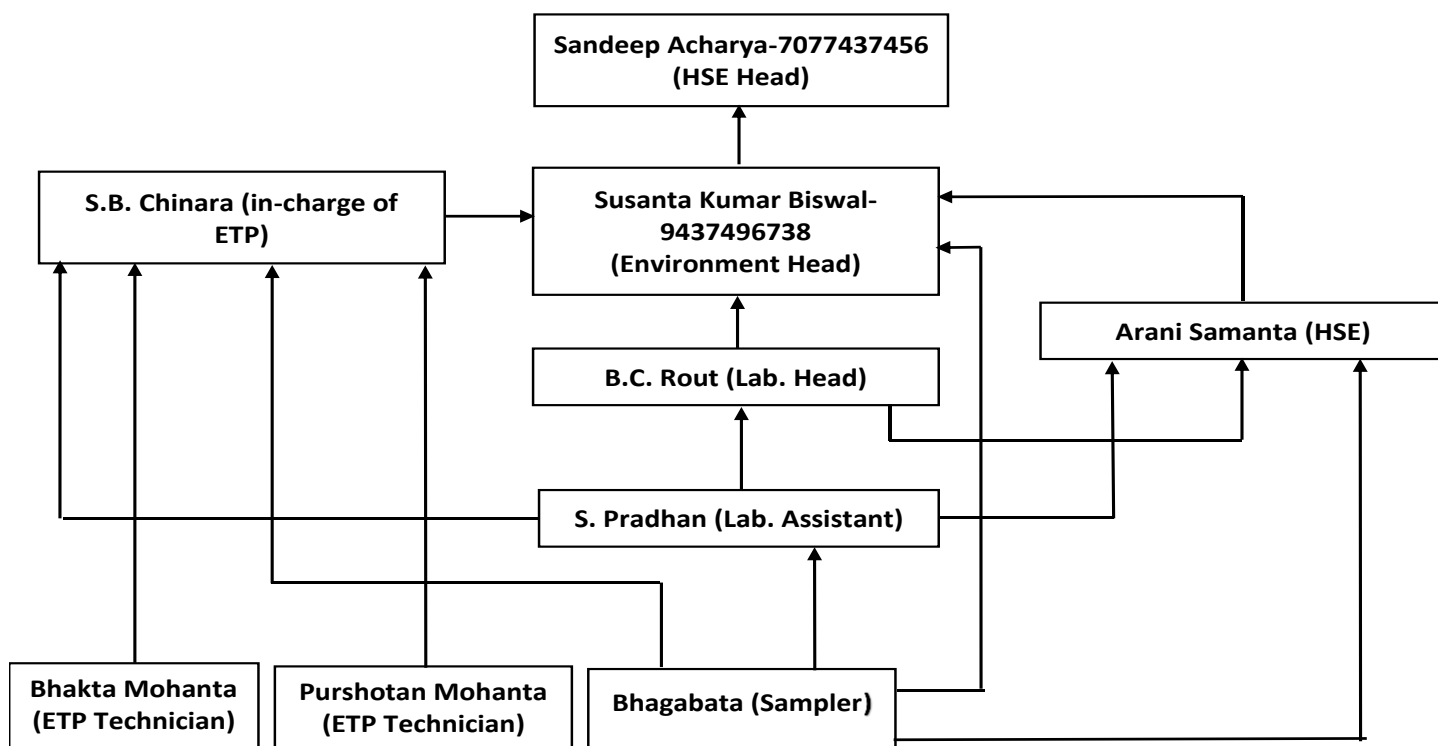 Sandeep Acharya-7077437456
(HSE Head)
S.B. Chinara (in-charge of
ETP)
Susanta Kumar Biswal-
9437496738
(Environment Head)
Arani Samanta (HSE)
B.C. Rout (Lab. Head)
S. Pradhan (Lab. Assistant)
Bhakta Mohanta
(ETP Technician)
Purshotan Mohanta
(ETP Technician)
Bhagabata (Sampler)